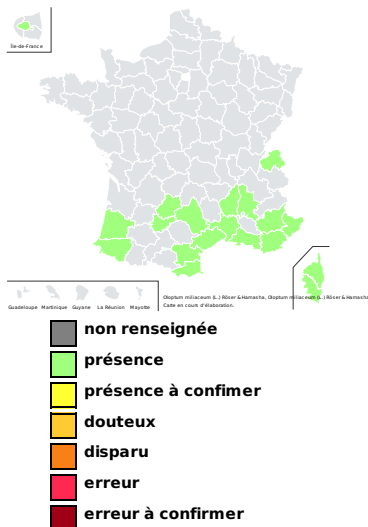 Île-de-France
Guadeloupe Martinique Guyane La Réunion Mayotte
Oloptum miliaceum (L.) Röser & Hamasha, Oloptum miliaceum (L.) Röser & Hamasha
Carte en cours d'élaboration.
non renseignée
présence
présence à confimer
douteux
disparu
erreur
erreur à confirmer